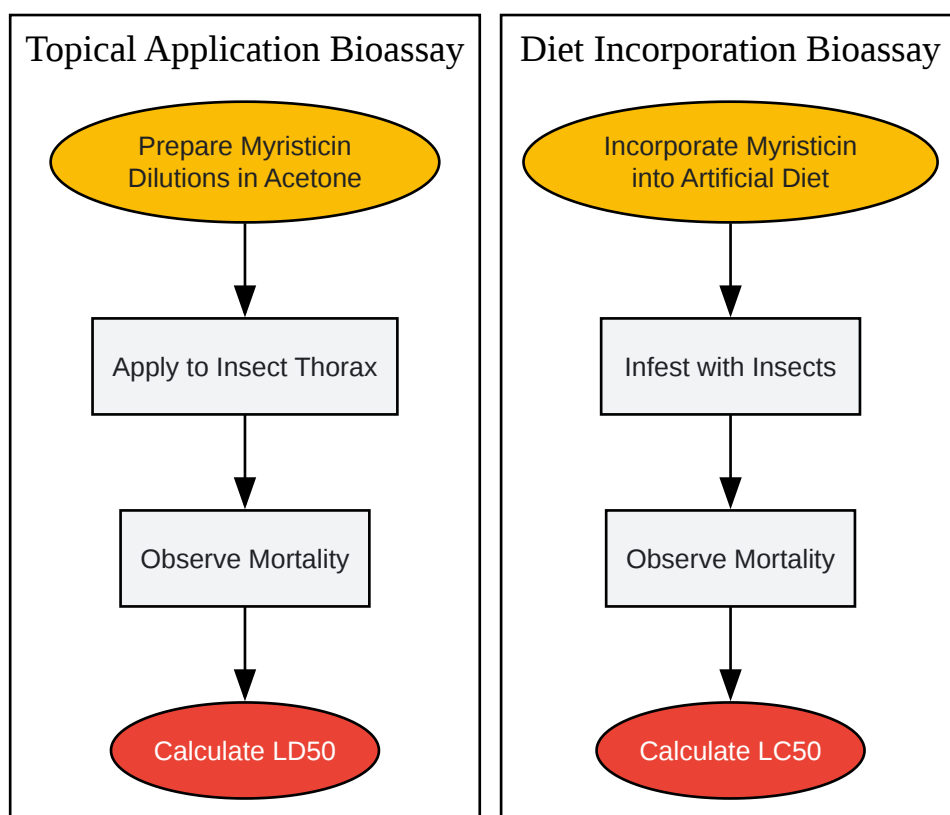 Topical Application Bioassay
Prepare Myristicin
Dilutions in Acetone
Apply to Insect Thorax
Observe Mortality
Calculate LD50
Diet Incorporation Bioassay
Incorporate Myristicin
into Artificial Diet
Infest with Insects
Observe Mortality
Calculate LC50